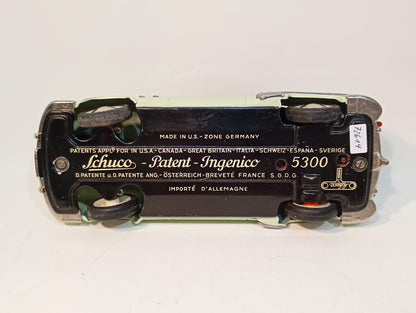 MADE IN U.S. - ZONE GERMANY
PATENTS APPL. FOR IN U.S.A. - CANADA - GREAT BRITAIN - ITALIA - SCHWEIZ - ESPAÑA - SVERIGE
Schuco - Patent - Ingenico 5300
D. PATENTE u. D. PATENTE ANG. - ÖSTERREICH - BREVETÉ FRANCE S.G.D.G.
IMPORTÉ D'ALLEMAGNE
Schuco